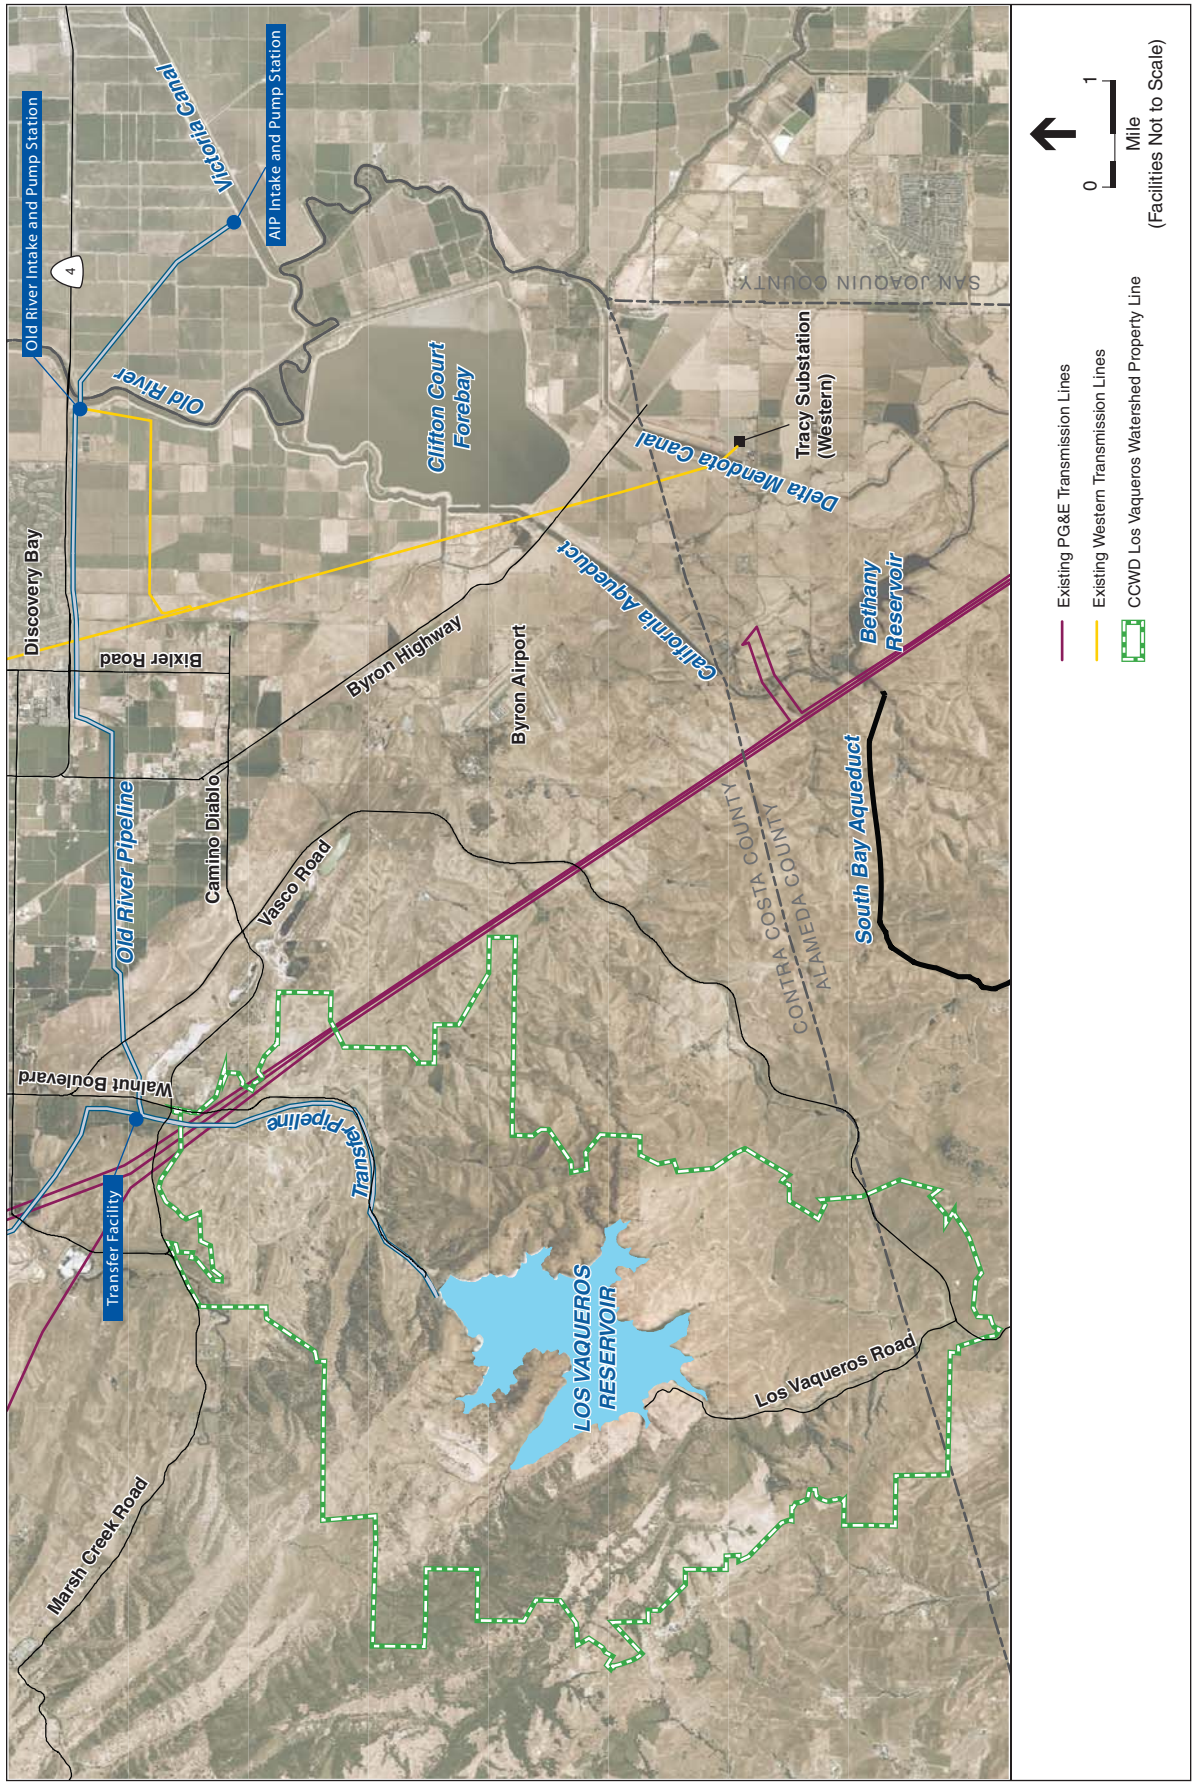 Old River Intake and Pump Station
AIP Intake and Pump Station
Victoria Canal
4
Old River
Discovery Bay
Bixler Road
Clifton Court
Forebay
Byron Highway
Byron Airport
California Aqueduct
Delta Mendota Canal
Tracy Substation
(Western)
SAN JOAQUIN COUNTY
Bethany
Reservoir
South Bay Aqueduct
CONTRA COSTA COUNTY
ALAMEDA COUNTY
Old River Pipeline
Camino Diablo
Vasco Road
Walnut Boulevard
Transfer Facility
Transfer Pipeline
LOS VAQUEROS
RESERVOIR
Los Vaqueros Road
Marsh Creek Road
Existing PG&E Transmission Lines
Existing Western Transmission Lines
CCWD Los Vaqueros Watershed Property Line
0 1
Mile
(Facilities Not to Scale)